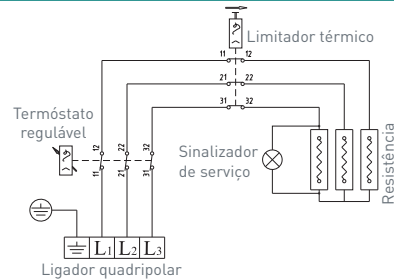 Limitador térmico
11 12
21 22
31 32
Termóstato
regulável
12 22 32
11 21 31
Sinalizador
de serviço
Resistência
L1 L2 L3
Ligador quadripolar